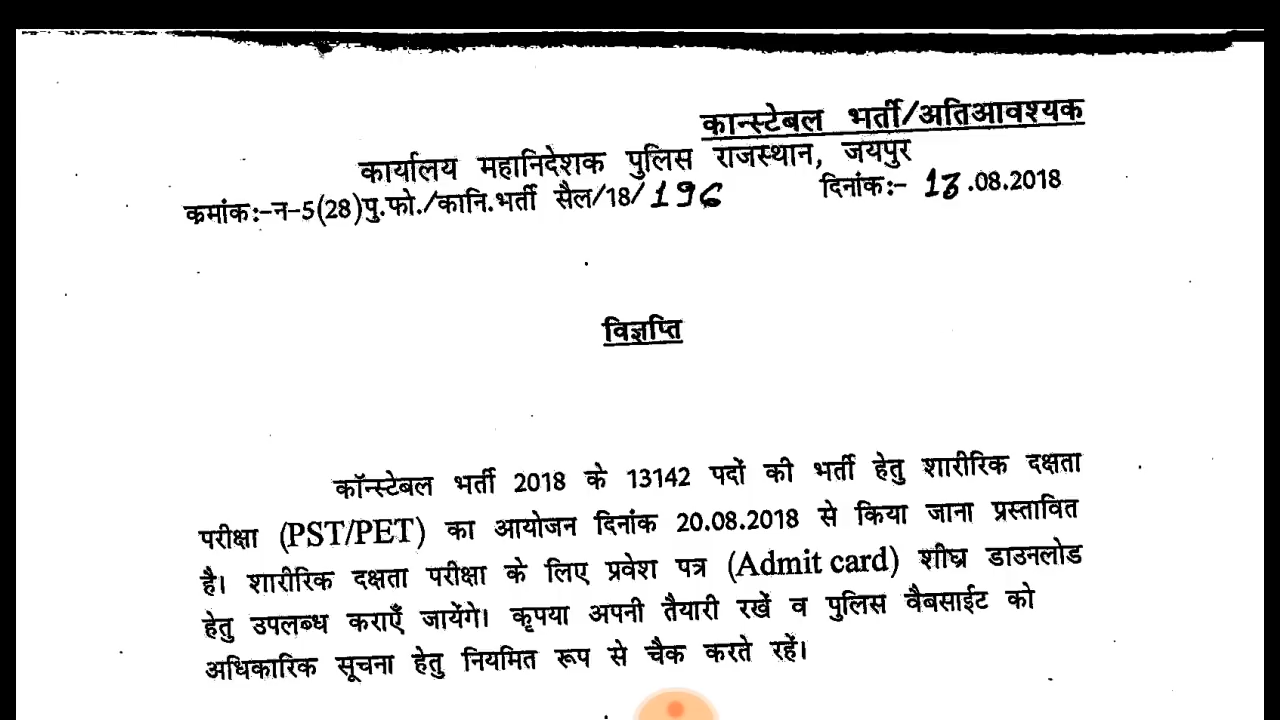 कान्स्टेबल भर्ती/अतिआवश्यक
कार्यालय महानिदेशक पुलिस राजस्थान, जयपुर
क्रमांक:-न-5(28)पु.फो./कानि.भर्ती सैल/18/196 दिनांक:- 13.08.2018
विज्ञप्ति
कॉन्स्टेबल भर्ती 2018 के 13142 पदों की भर्ती हेतु शारीरिक दक्षता
परीक्षा (PST/PET) का आयोजन दिनांक 20.08.2018 से किया जाना प्रस्तावित
है। शारीरिक दक्षता परीक्षा के लिए प्रवेश पत्र (Admit card) शीघ्र डाउनलोड
हेतु उपलब्ध कराएँ जायेंगे। कृपया अपनी तैयारी रखें व पुलिस वैबसाईट को
अधिकारिक सूचना हेतु नियमित रूप से चैक करते रहें।